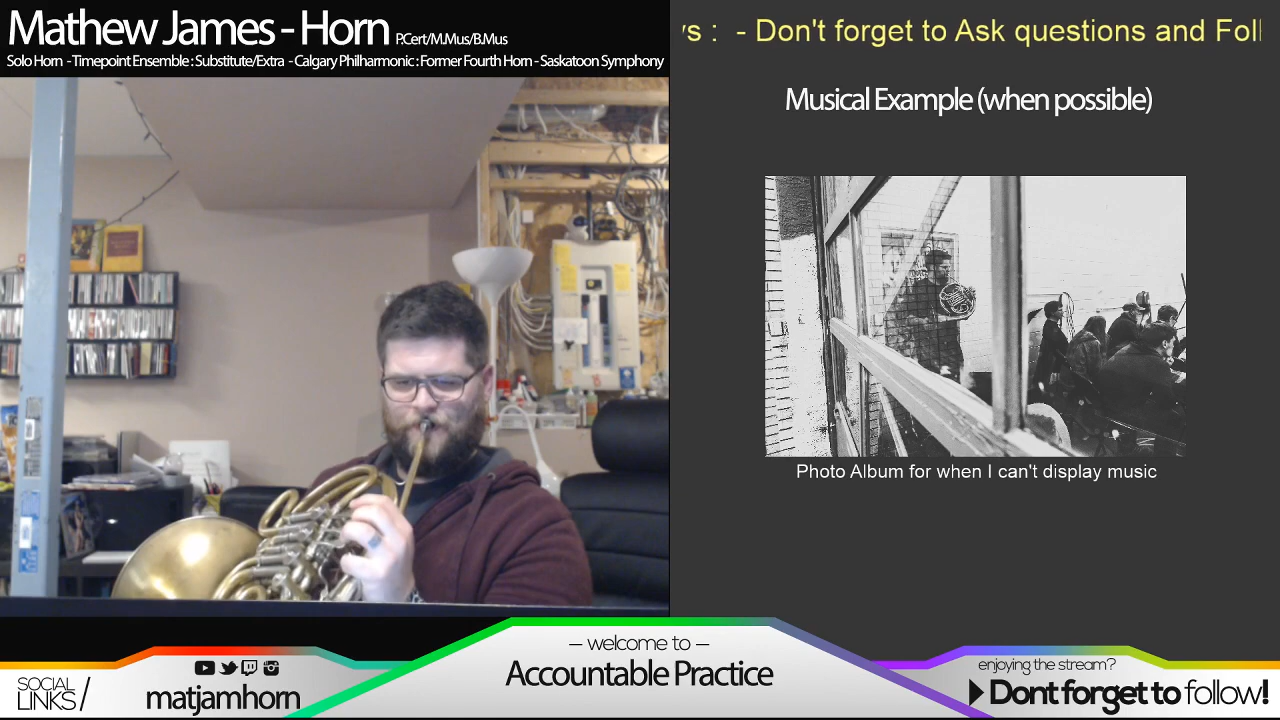 Mathew James - Horn P.Cert/M.Mus/B.Mus
Solo Horn - Timepoint Ensemble : Substitute/Extra - Calgary Philharmonic : Former Fourth Horn - Saskatoon Symphony
: - Don't forget to Ask questions and Foll
Musical Example (when possible)
Photo Album for when I can't display music
— welcome to —
Accountable Practice
SOCIAL
LINKS /
matjamhorn
enjoying the stream?
Dont forget to follow!